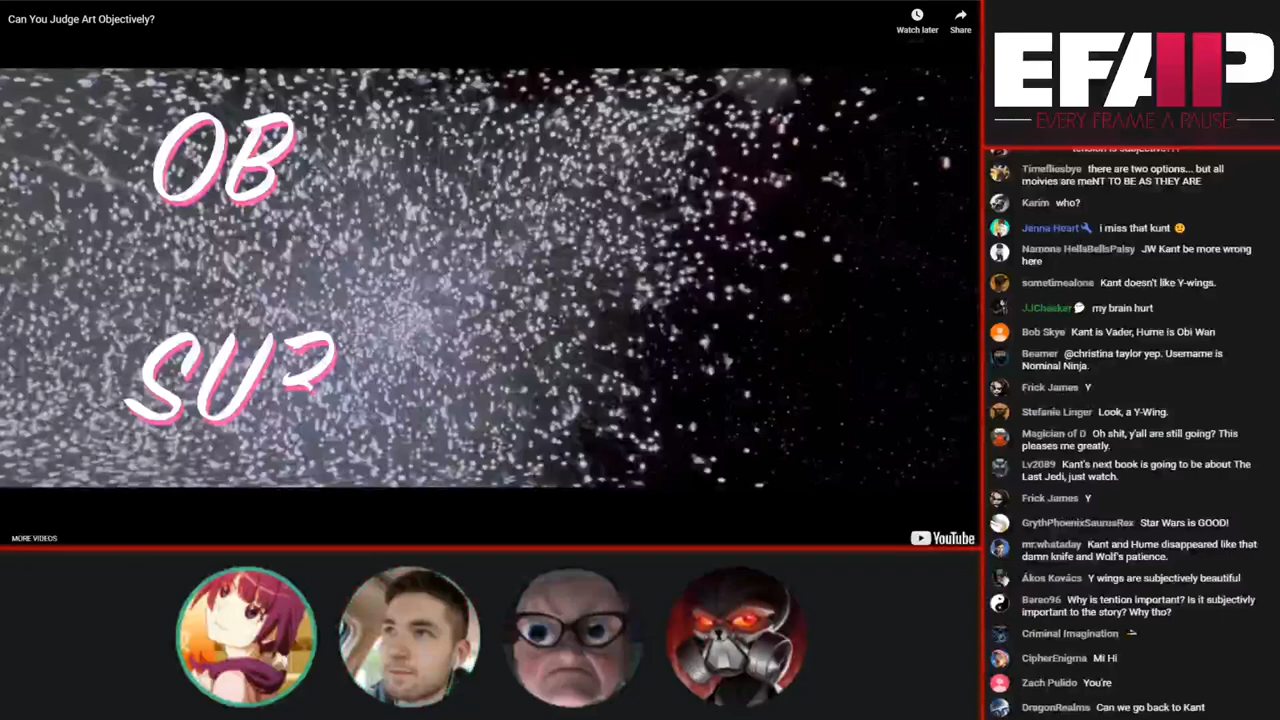 Can You Judge Art Objectively?
Watch later
Share
OB
SU?
MORE VIDEOS
YouTube
EFAP
EVERY FRAME A PAUSE
tension is subjective???
Timefliesbye there are two options... but all
moivies are meNT TO BE AS THEY ARE
Karim who?
Jenna Heart i miss that kunt
Namons HellsBellsPalsy JW Kant be more wrong
here
sometimealone Kant doesn't like Y-wings.
JJChasker my brain hurt
Bob Skye Kant is Vader, Hume is Obi Wan
Beamer @christina taylor yep. Username is
Nominal Ninja.
Frick James Y
Stefanie Linger Look, a Y-Wing.
Magician of D Oh shit, y'all are still going? This
pleases me greatly.
Lv2089 Kant's next book is going to be about The
Last Jedi, just watch.
Frick James Y
GrythPhoenixSaurusRex Star Wars is GOOD!
mr.whataday Kant and Hume disappeared like that
damn knife and Wolf's patience.
Ákos Kovács Y wings are subjectively beautiful
Bareo96 Why is tention important? Is it subjectivly
important to the story? Why tho?
Criminal Imagination
CipherEnigma Mi Hi
Zach Pulido You're
DragonRealms Can we go back to Kant